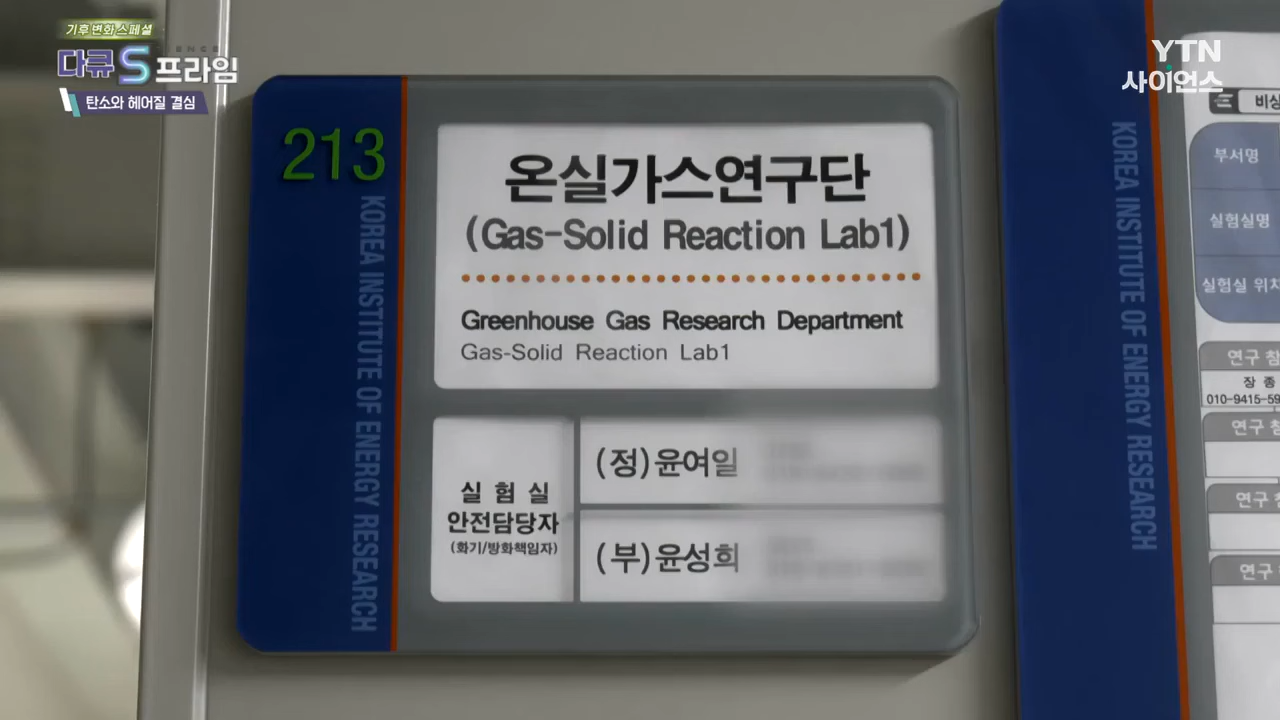 기후 변화 스페셜
다큐 S 프라임
탄소와 헤어질 결심
YTN
사이언스
213
KOREA INSTITUTE OF ENERGY RESEARCH
온실가스연구단
(Gas-Solid Reaction Lab1)
Greenhouse Gas Research Department
Gas-Solid Reaction Lab1
실 험 실
안전담당자
(화기/방화책임자)
(정)윤여일
(부)윤성희
KOREA INSTITUTE OF ENERGY RESEARCH
비상
부서명
실험실명
실험실 위치
연구 참
장 종
010-9415-59
연구 참
연구 참
연구